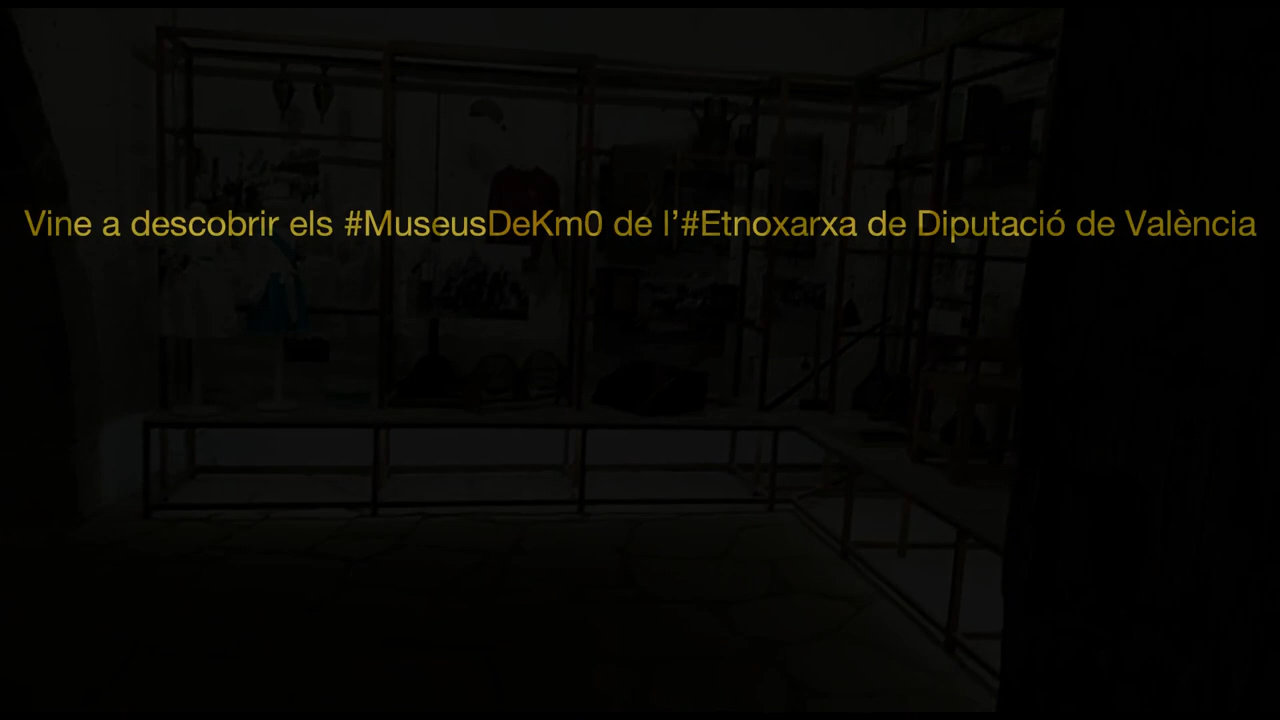 Vine a descobrir els #MuseusDeKm0 de l’#Etnoxarxa de Diputació de València